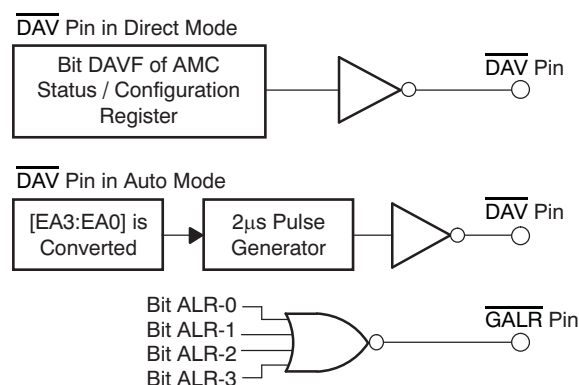 DAV Pin in Direct Mode
Bit DAVF of AMC
Status / Configuration
Register
DAV Pin
DAV Pin in Auto Mode
[EA3:EA0] is
Converted
2μs Pulse
Generator
DAV Pin
Bit ALR-0
Bit ALR-1
Bit ALR-2
Bit ALR-3
GALR Pin